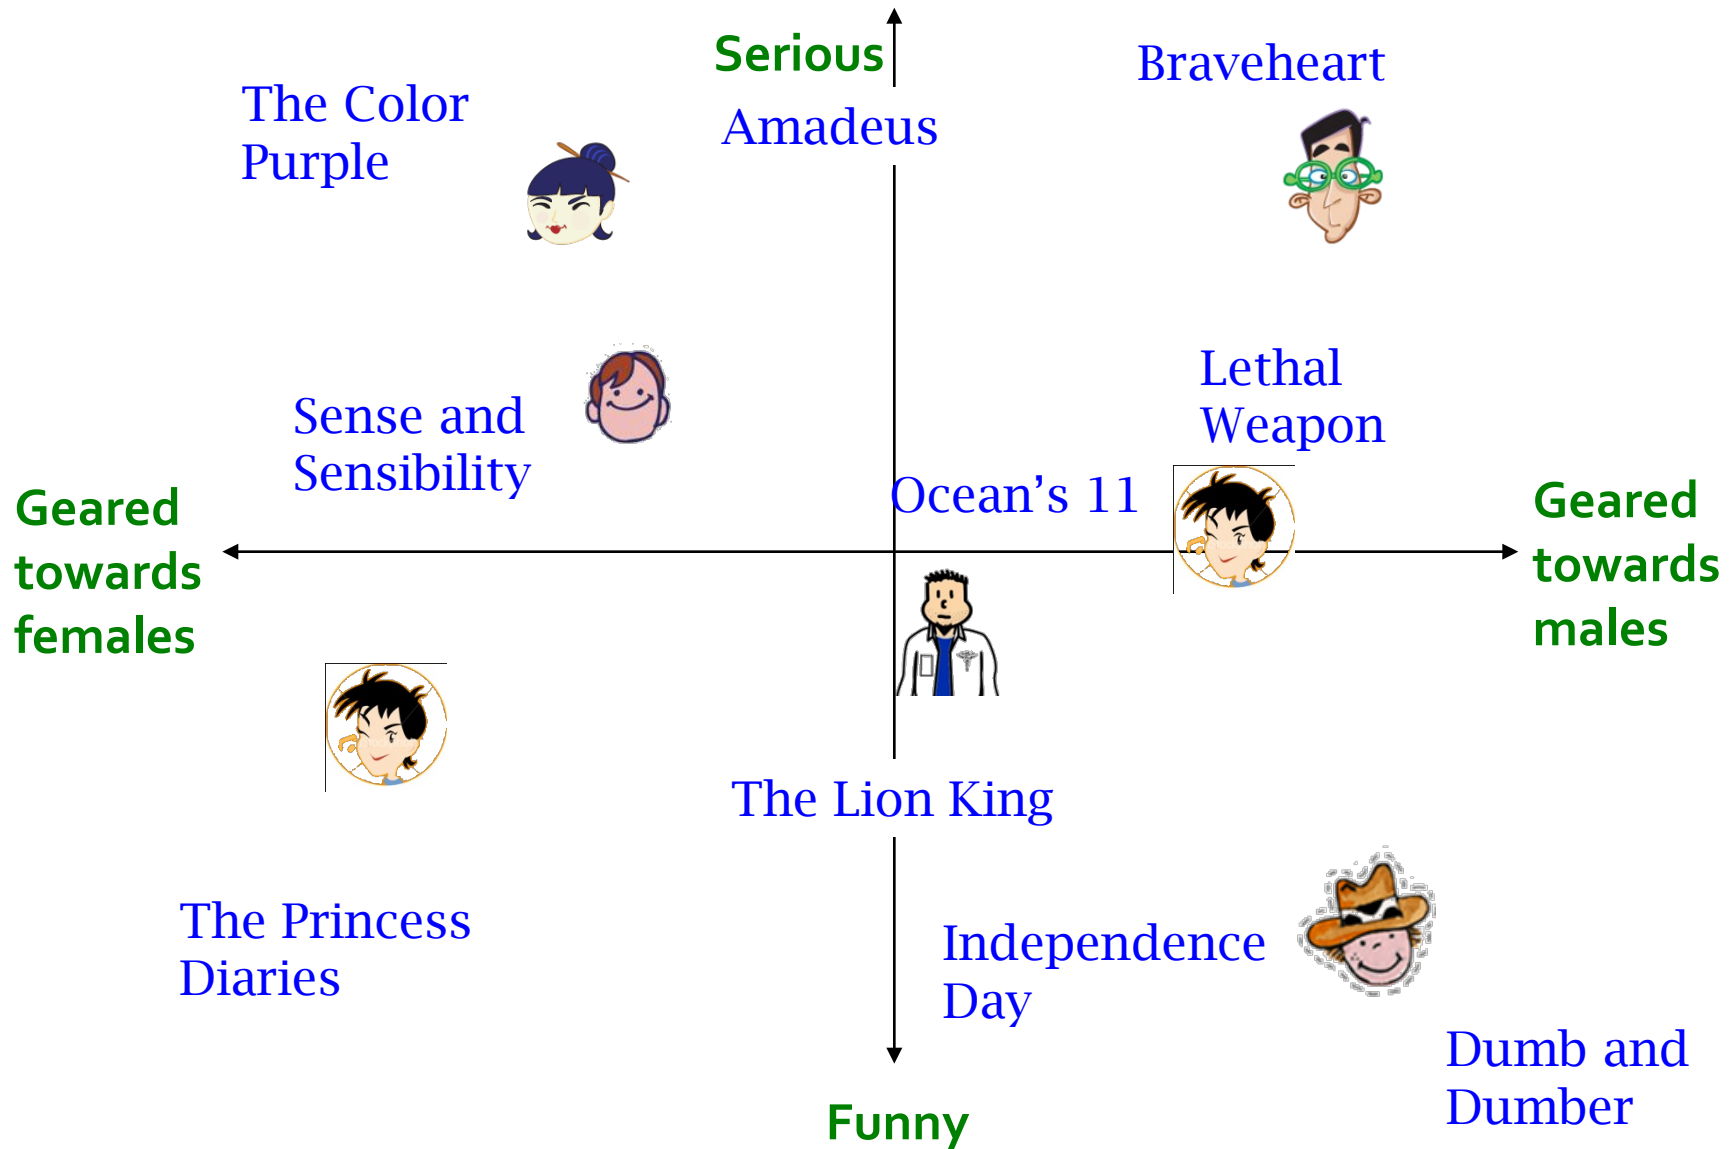 Serious
Braveheart
The Color
Purple
Amadeus
Lethal
Weapon
Sense and
Sensibility
Ocean’s 11
Geared
towards
females
Geared
towards
males
The Lion King
The Princess
Diaries
Independence
Day
Dumb and
Dumber
Funny